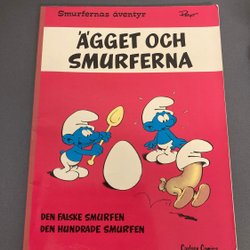 Smurfernas äventyr
Peyo
'ÄGGET OCH
SMURFERNA
DEN FALSKE SMURFEN
DEN HUNDRADE SMURFEN
Carlsen Comics